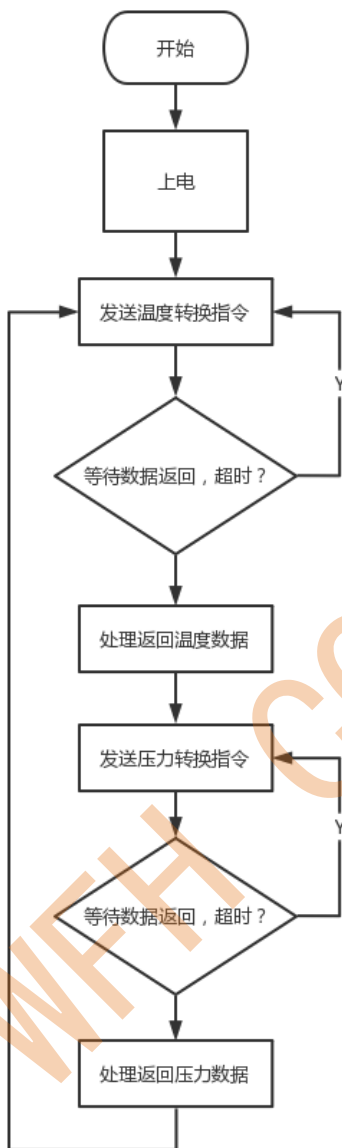 开始
上电
发送温度转换指令
Y
等待数据返回，超时？
处理返回温度数据
发送压力转换指令
Y
等待数据返回，超时？
处理返回压力数据
WFH